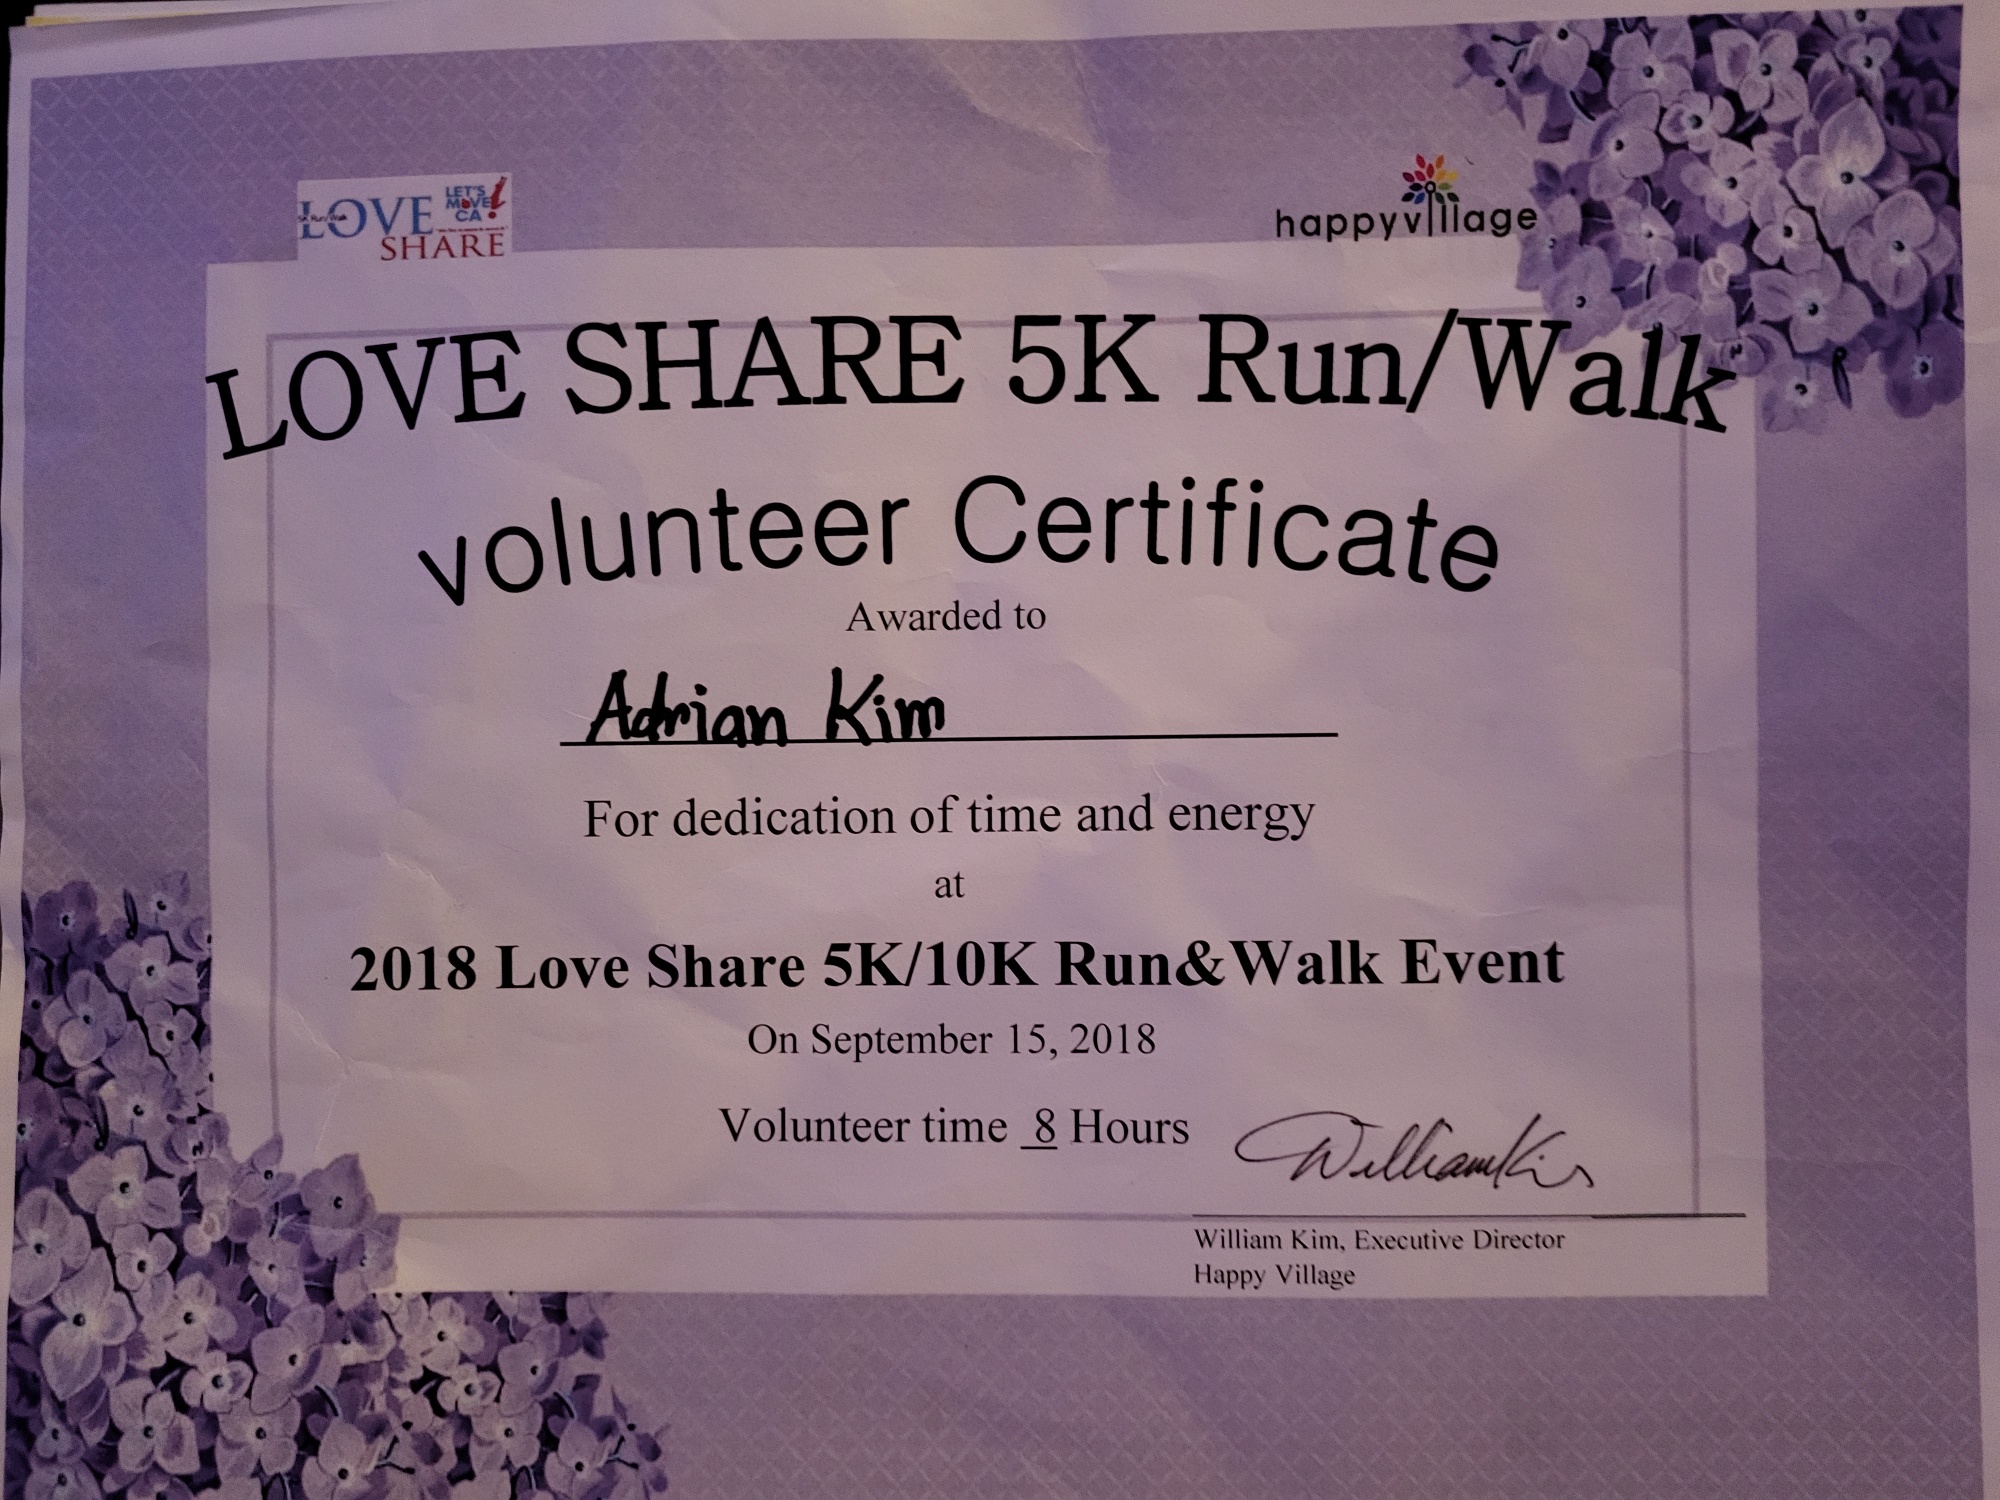 LOVE
SHARE
LET'S
MOVE
CA!
happyvillage
LOVE SHARE 5K Run/Walk
volunteer Certificate
Awarded to
Adrian Kim
For dedication of time and energy
at
2018 Love Share 5K/10K Run&Walk Event
On September 15, 2018
Volunteer time 8 Hours
William Kim
William Kim, Executive Director
Happy Village